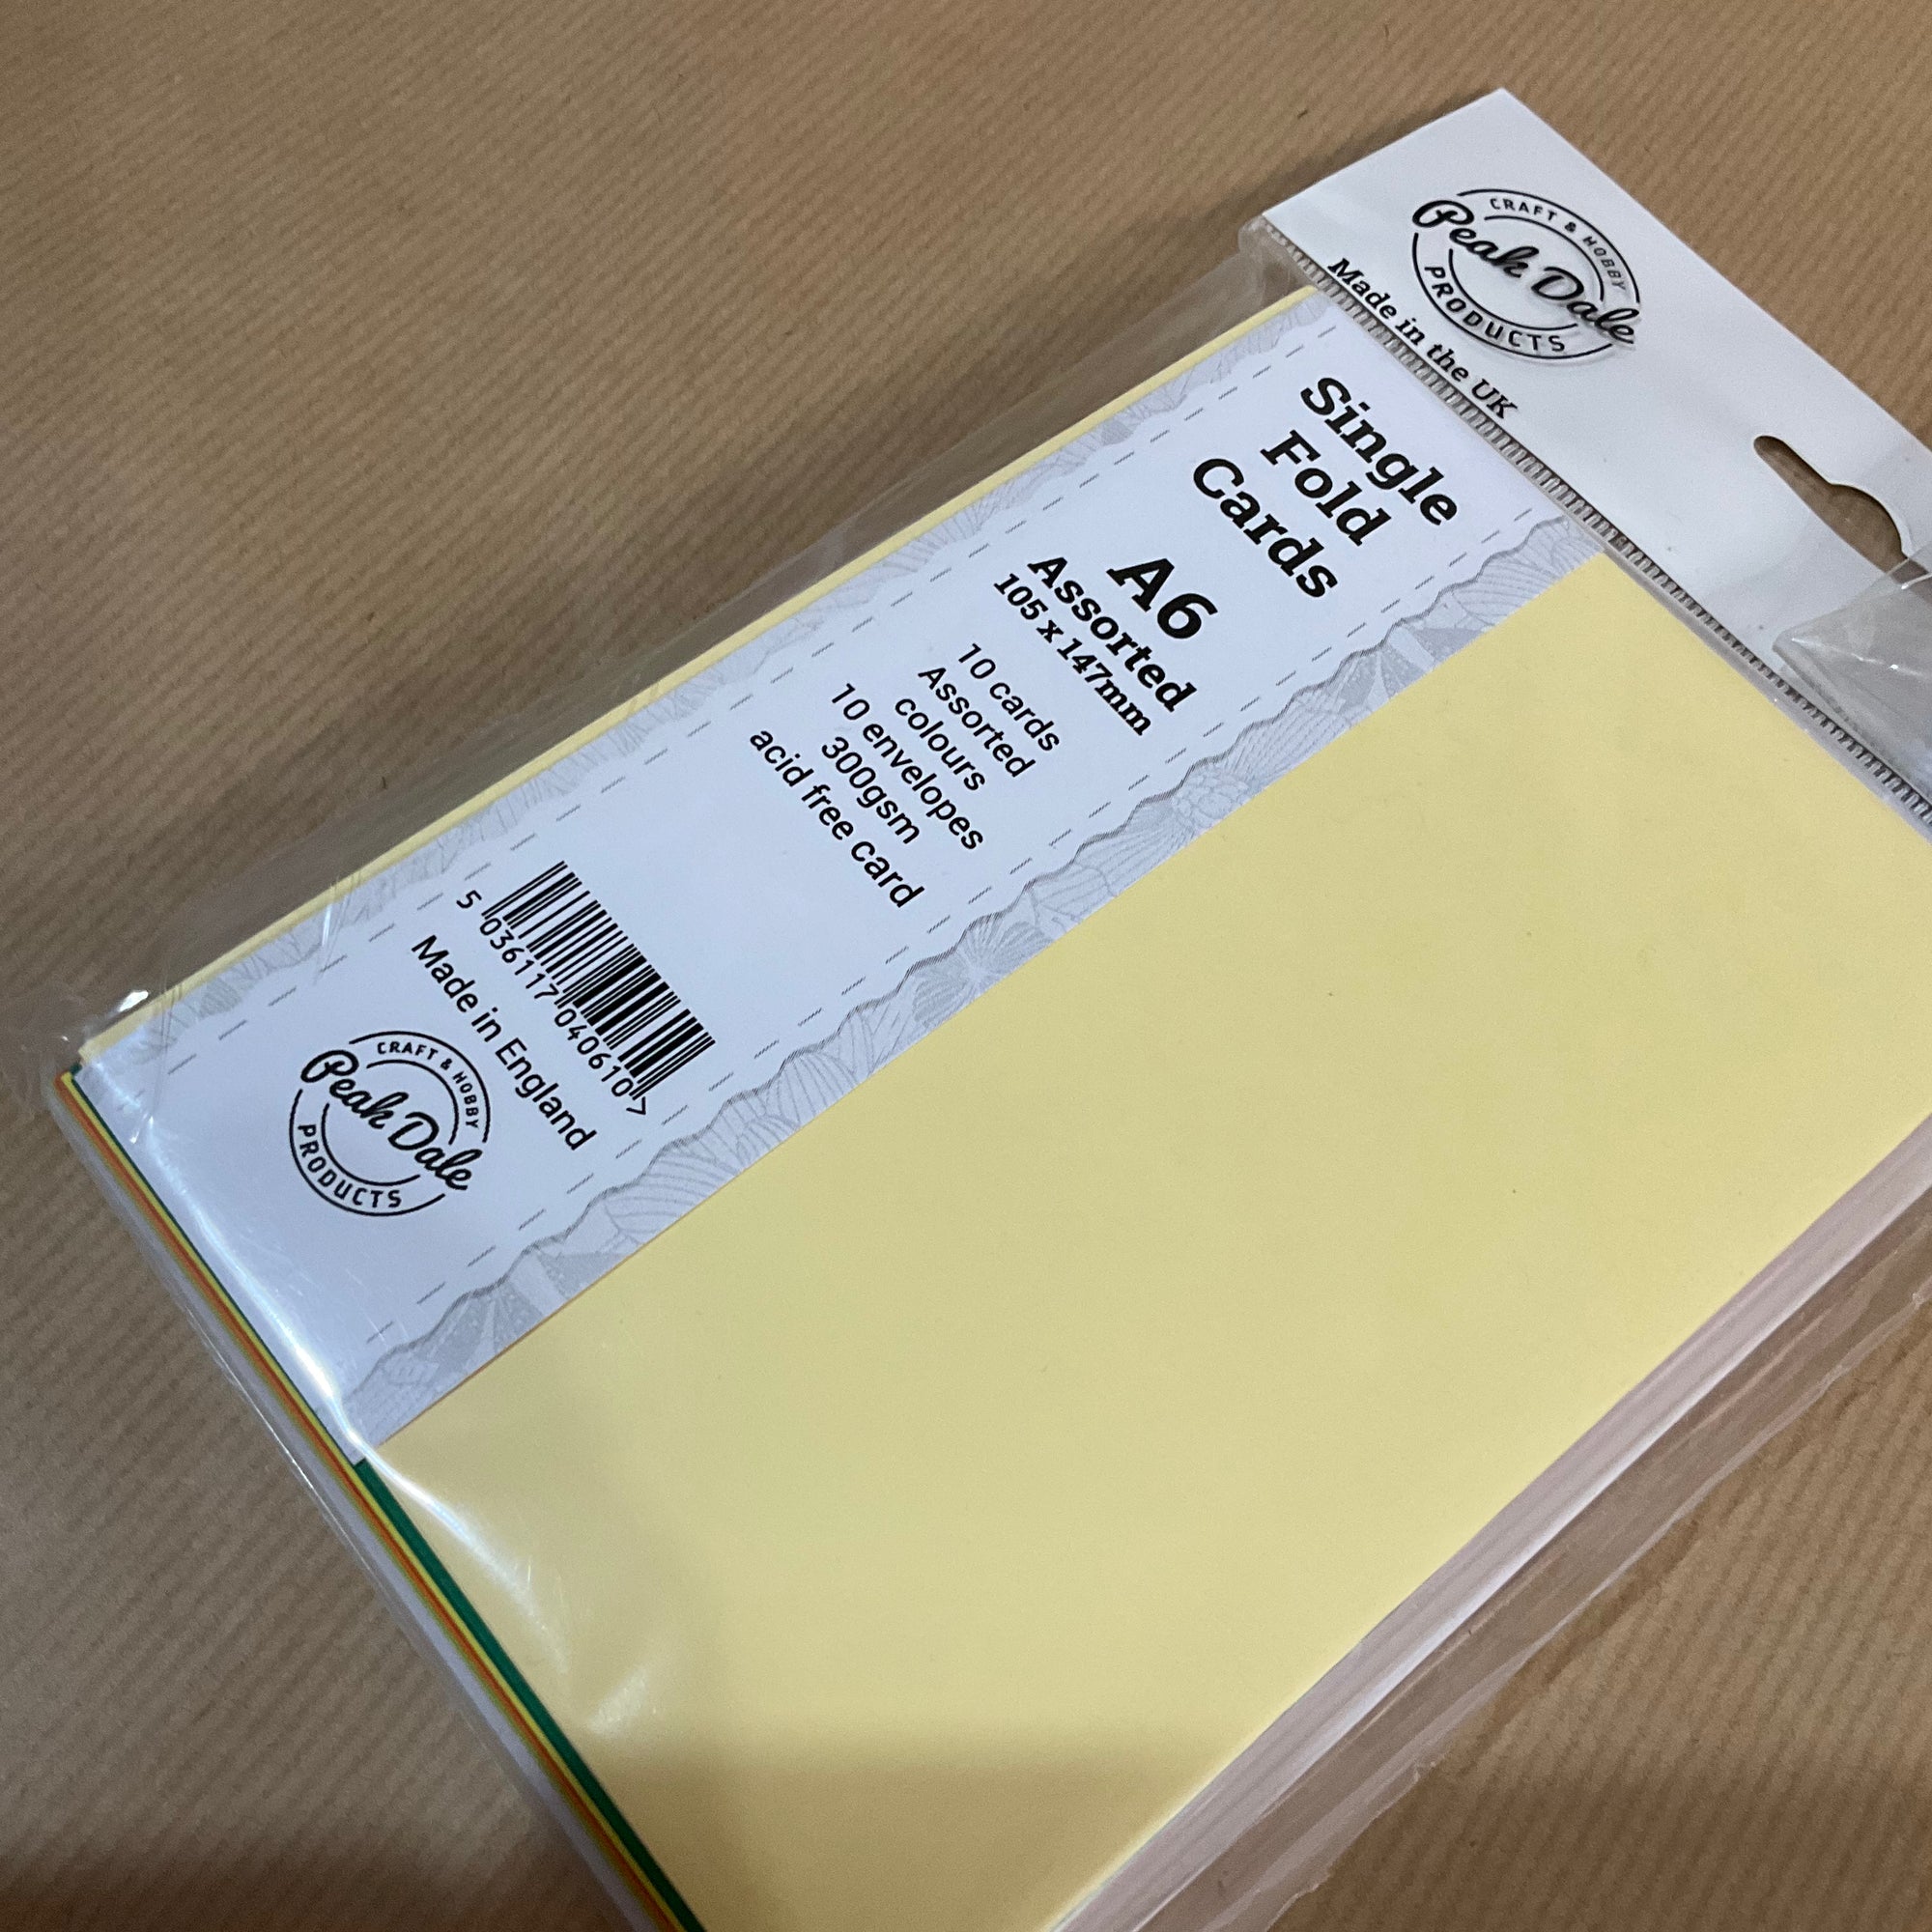 CRAFT & HOBBY
Peak Dale
PRODUCTS
Made in the UK
Single
Fold
Cards
A6
Assorted
105 x 147mm
10 cards
Assorted
colours
10 envelopes
300gsm
acid free card
5 036117 040610 >
Made in England
CRAFT & HOBBY
Peak Dale
PRODUCTS